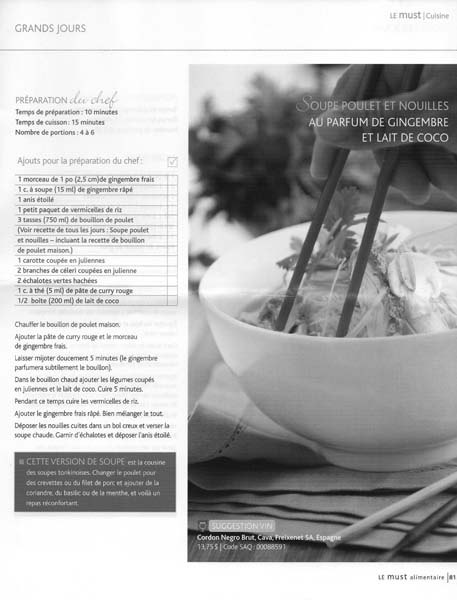 LE must | Cuisine
GRANDS JOURS
PRÉPARATION du chef
Temps de préparation : 10 minutes
Temps de cuisson : 15 minutes
Nombre de portions : 4 à 6
Ajouts pour la préparation du chef :
1 morceau de 1 po (2,5 cm)de gingembre frais
1 c. à soupe (15 ml) de gingembre râpé
1 anis étoilé
1 petit paquet de vermicelles de riz
3 tasses (750 ml) de bouillon de poulet
(Voir recette de tous les jours : Soupe poulet
et nouilles – incluant la recette de bouillon
de poulet maison.)
1 carotte coupée en juliennes
2 branches de céleri coupées en julienne
2 échalotes vertes hachées
1 c. à thé (5 ml) de pâte de curry rouge
1/2 boîte (200 ml) de lait de coco
Chauffer le bouillon de poulet maison.
Ajouter la pâte de curry rouge et le morceau
de gingembre frais.
Laisser mijoter doucement 5 minutes (le gingembre
parfumera subtilement le bouillon).
Dans le bouillon chaud ajouter les légumes coupés
en juliennes et le lait de coco. Cuire 5 minutes.
Pendant ce temps cuire les vermicelles de riz.
Ajouter le gingembre frais râpé. Bien mélanger le tout.
Déposer les nouilles cuites dans un bol creux et verser la
soupe chaude. Garnir d'échalotes et déposer l'anis étoilé.
CETTE VERSION DE SOUPE est la cousine
des soupes tonkinoises. Changer le poulet pour
des crevettes ou du filet de porc et ajouter de la
coriandre, du basilic ou de la menthe, et voilà un
repas réconfortant.
SOUPE POULET ET NOUILLES
AU PARFUM DE GINGEMBRE
ET LAIT DE COCO
SUGGESTION VIN
Cordon Negro Brut, Cava, Freixenet SA, Espagne
13,75 $ | Code SAQ : 00088591
LE must alimentaire | 81